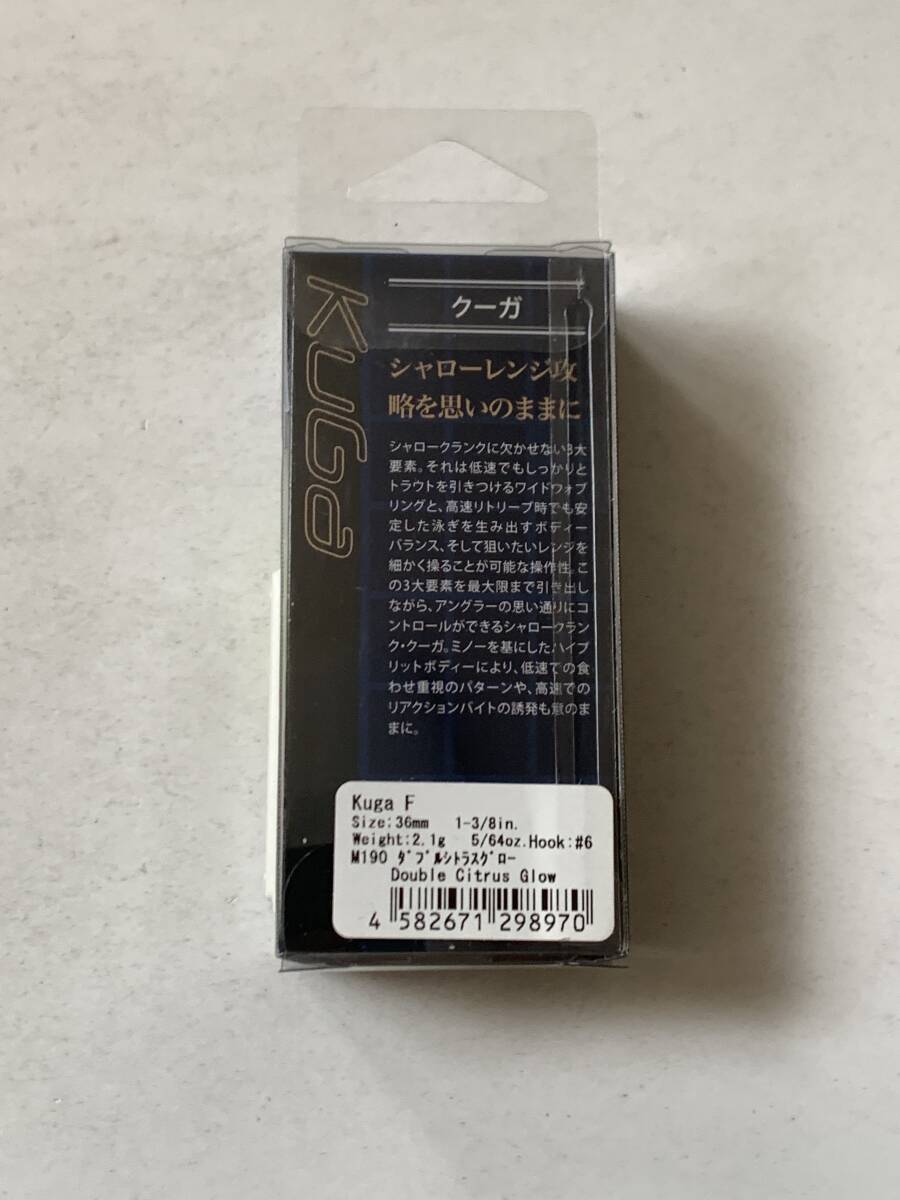 KUGa
クーガ
シャローレンジ攻
略を思いのままに
シャロークランクに欠かせない3大
要素。それは低速でもしっかりと
トラウトを引きつけるワイドウォブ
リングと、高速リトリーブ時でも安
定した泳ぎを生み出すボディー
バランス、そして狙いたいレンジを
細かく操ることが可能な操作性。こ
の3大要素を最大限まで引き出し
ながら、アングラーの思い通りにコ
ントロールができるシャロークラン
ク・クーガ。ミノーを基にしたハイブ
リットボディーにより、低速での食
わせ重視のパターンや、高速での
リアクションバイトの誘発も意のま
まに。
Kuga F
Size:36mm 1-3/8in.
Weight:2.1g 5/64oz. Hook:#6
M190 ﾀﾞﾌﾞﾙｼﾄﾗｽｸﾞﾛｰ
Double Citrus Glow
4 582671 298970